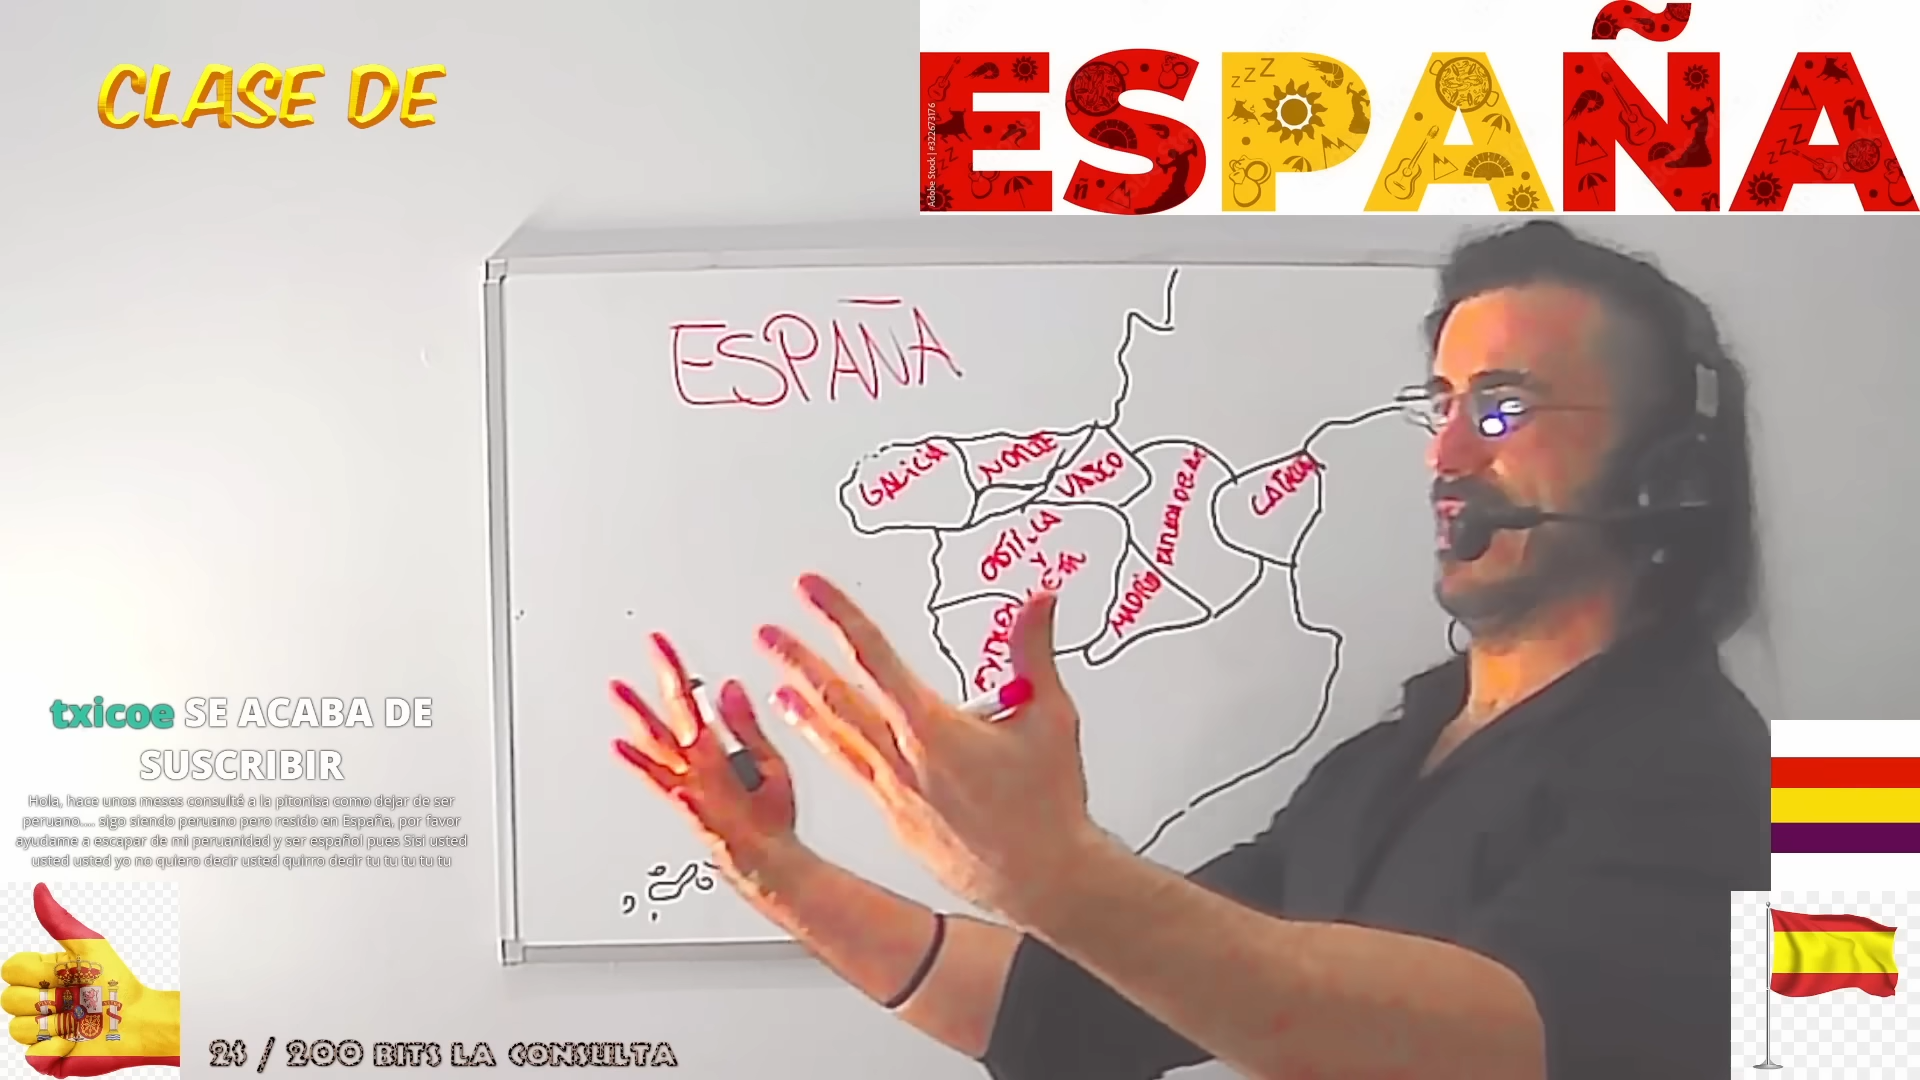 CLASE DE
ESPAÑA
Adobe Stock | #322673176
ESPAÑA
GALICIA
NORTE
VASCO
CASTILLA
Y
MADRID
txicoe SE ACABA DE
SUSCRIBIR
Hola, hace unos meses consulté a la pitonisa como dejar de ser
peruano.... sigo siendo peruano pero resido en España, por favor
ayudame a escapar de mi peruanidad y ser español pues Sisi usted
usted usted yo no quiero decir usted quirro decir tu tu tu tu tu
23 / 200 BITS LA CONSULTA